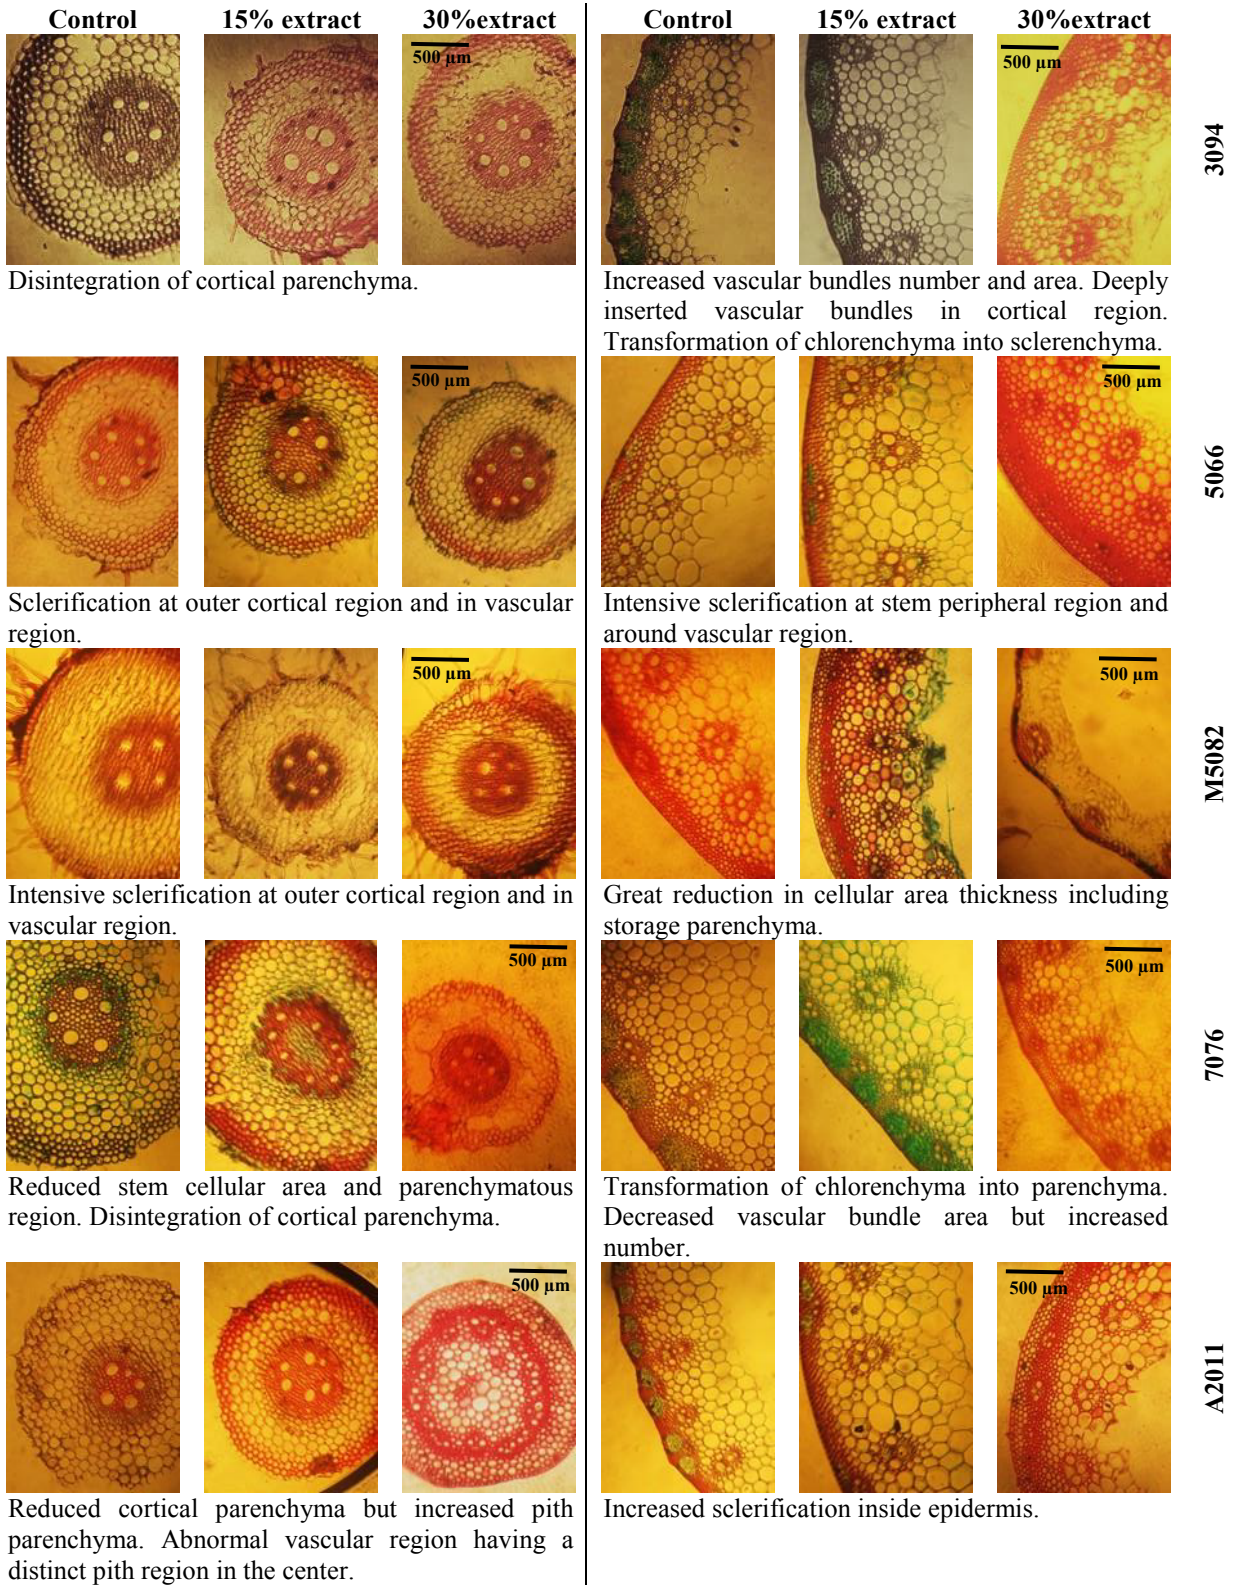 Control 15% extract 30%extract Control 15% extract 30%extract
500 µm 500 µm
3094
Disintegration of cortical parenchyma.
Increased vascular bundles number and area. Deeply
inserted vascular bundles in cortical region.
Transformation of chlorenchyma into sclerenchyma.
500 µm 500 µm
5066
Sclerification at outer cortical region and in vascular
region.
Intensive sclerification at stem peripheral region and
around vascular region.
500 µm 500 µm
M5082
Intensive sclerification at outer cortical region and in
vascular region.
Great reduction in cellular area thickness including
storage parenchyma.
500 µm 500 µm
7076
Reduced stem cellular area and parenchymatous
region. Disintegration of cortical parenchyma.
Transformation of chlorenchyma into parenchyma.
Decreased vascular bundle area but increased
number.
500 µm 500 µm
A2011
Reduced cortical parenchyma but increased pith
parenchyma. Abnormal vascular region having a
distinct pith region in the center.
Increased sclerification inside epidermis.